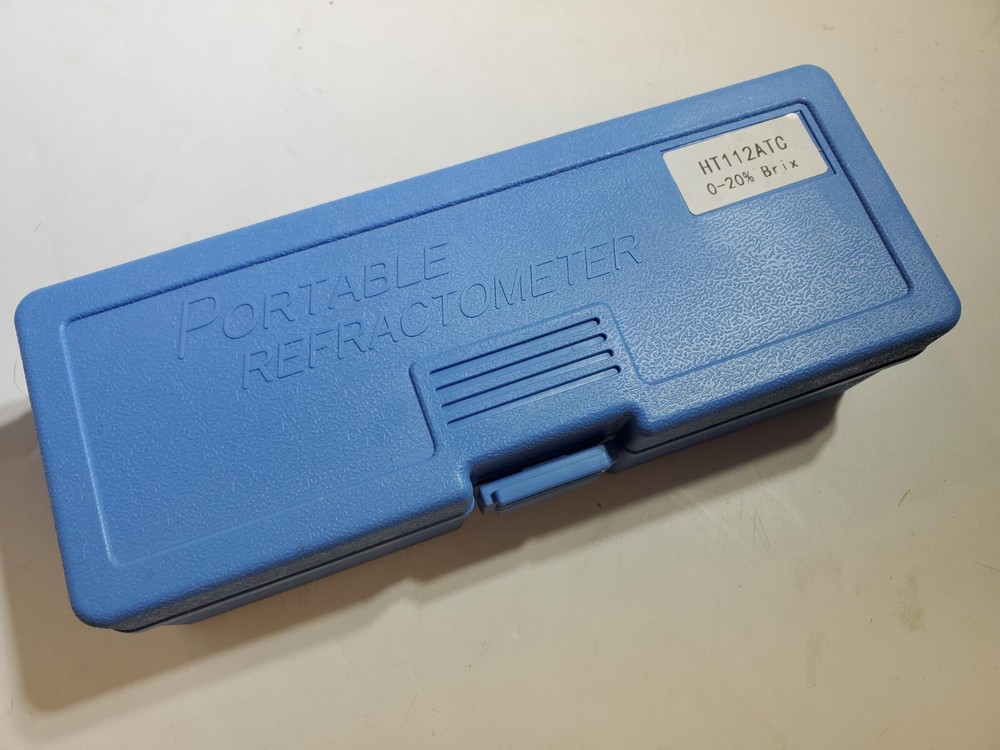 PORTABLE
REFRACTOMETER
HT112ATC
0-20% Brix